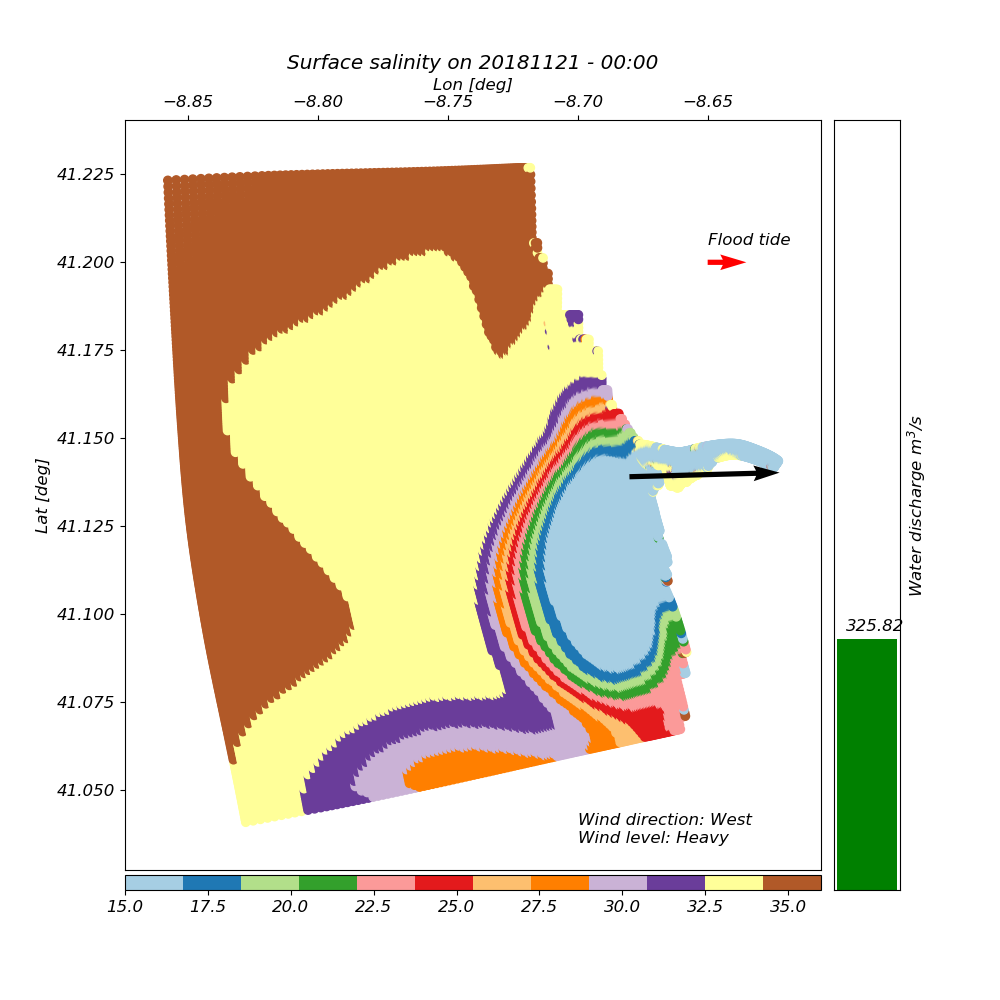 Surface salinity on 20181121 - 00:00
Lon [deg]
−8.85 −8.80 −8.75 −8.70 −8.65
41.225
41.200
41.175
41.150
41.125
41.100
41.075
41.050
Lat [deg]
Flood tide
Wind direction: West
Wind level: Heavy
Water discharge m³/s
325.82
15.0 17.5 20.0 22.5 25.0 27.5 30.0 32.5 35.0